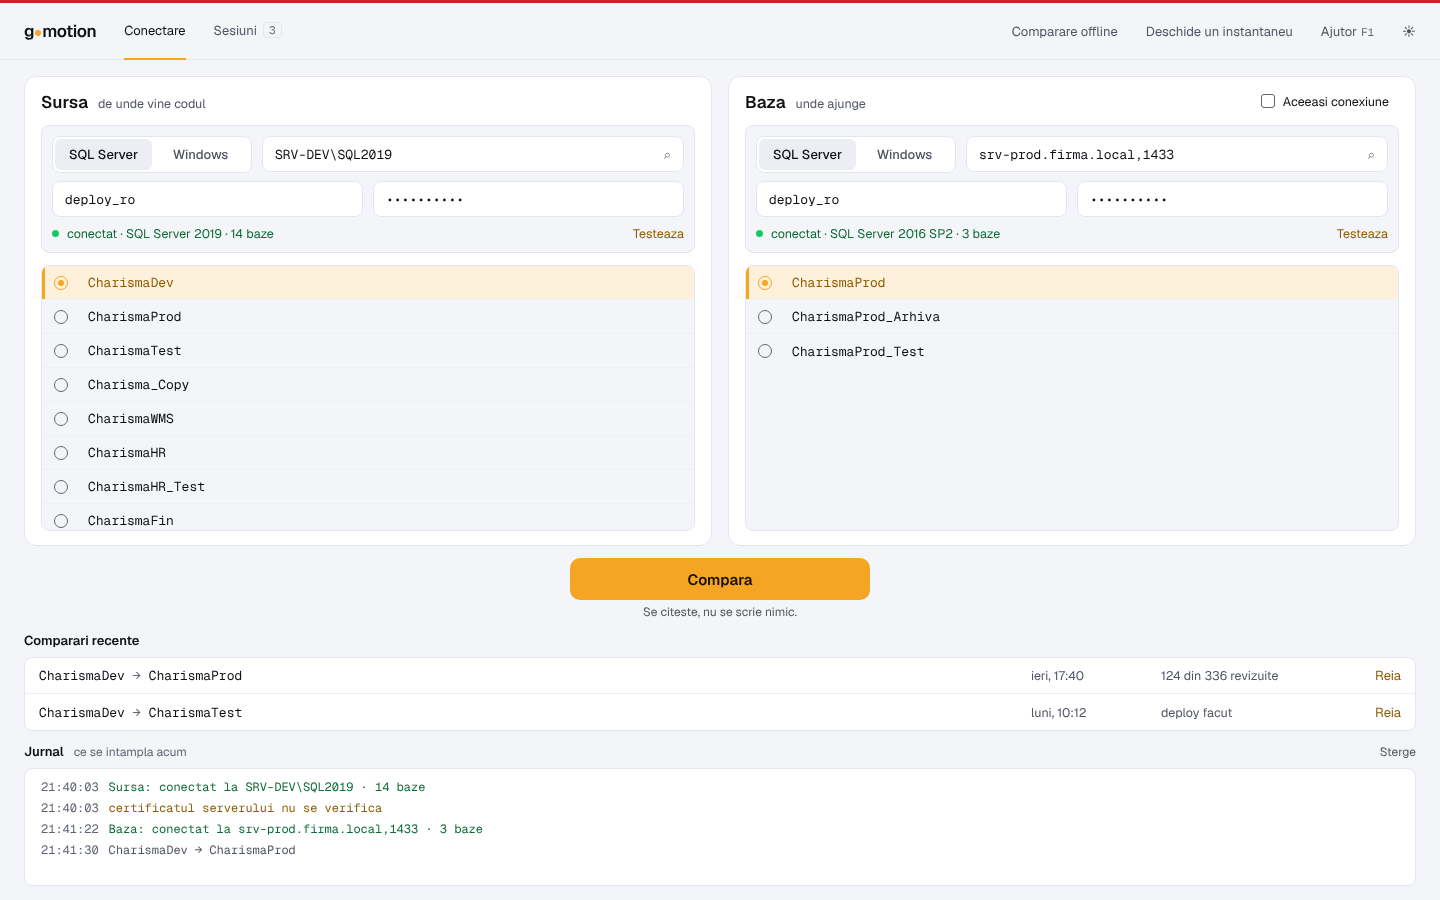 g•motion Conectare Sesiuni 3 Comparare offline Deschide un instantaneu Ajutor F1
Sursa de unde vine codul
SQL Server Windows SRV-DEV\SQL2019
deploy_ro ••••••••••
conectat · SQL Server 2019 · 14 baze Testeaza
CharismaDev
CharismaProd
CharismaTest
Charisma_Copy
CharismaWMS
CharismaHR
CharismaHR_Test
CharismaFin
Baza unde ajunge Aceeasi conexiune
SQL Server Windows srv-prod.firma.local,1433
deploy_ro ••••••••••
conectat · SQL Server 2016 SP2 · 3 baze Testeaza
CharismaProd
CharismaProd_Arhiva
CharismaProd_Test
Compara
Se citeste, nu se scrie nimic.
Comparari recente
CharismaDev → CharismaProd ieri, 17:40 124 din 336 revizuite Reia
CharismaDev → CharismaTest luni, 10:12 deploy facut Reia
Jurnal ce se intampla acum Sterge
21:40:03 Sursa: conectat la SRV-DEV\SQL2019 · 14 baze
21:40:03 certificatul serverului nu se verifica
21:41:22 Baza: conectat la srv-prod.firma.local,1433 · 3 baze
21:41:30 CharismaDev → CharismaProd